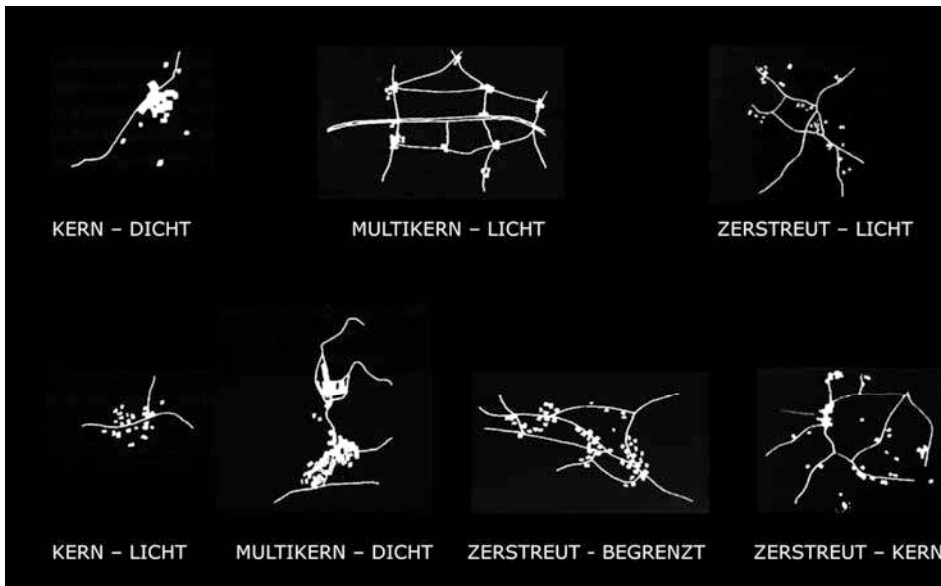 KERN – DICHT
MULTIKERN – LICHT
ZERSTREUT – LICHT
KERN – LICHT
MULTIKERN – DICHT
ZERSTREUT - BEGRENZT
ZERSTREUT – KERN